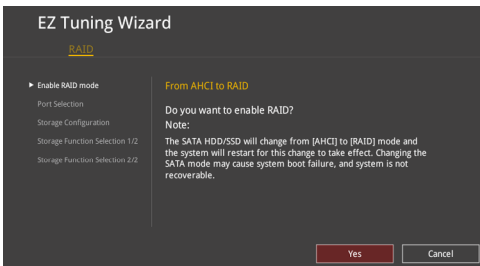 EZ Tuning Wizard
RAID
Enable RAID mode
Port Selection
Storage Configuration
Storage Function Selection 1/2
Storage Function Selection 2/2
From AHCI to RAID
Do you want to enable RAID?
Note:
The SATA HDD/SSD will change from [AHCI] to [RAID] mode and
the system will restart for this change to take effect. Changing the
SATA mode may cause system boot failure, and system is not
recoverable.
Yes
Cancel